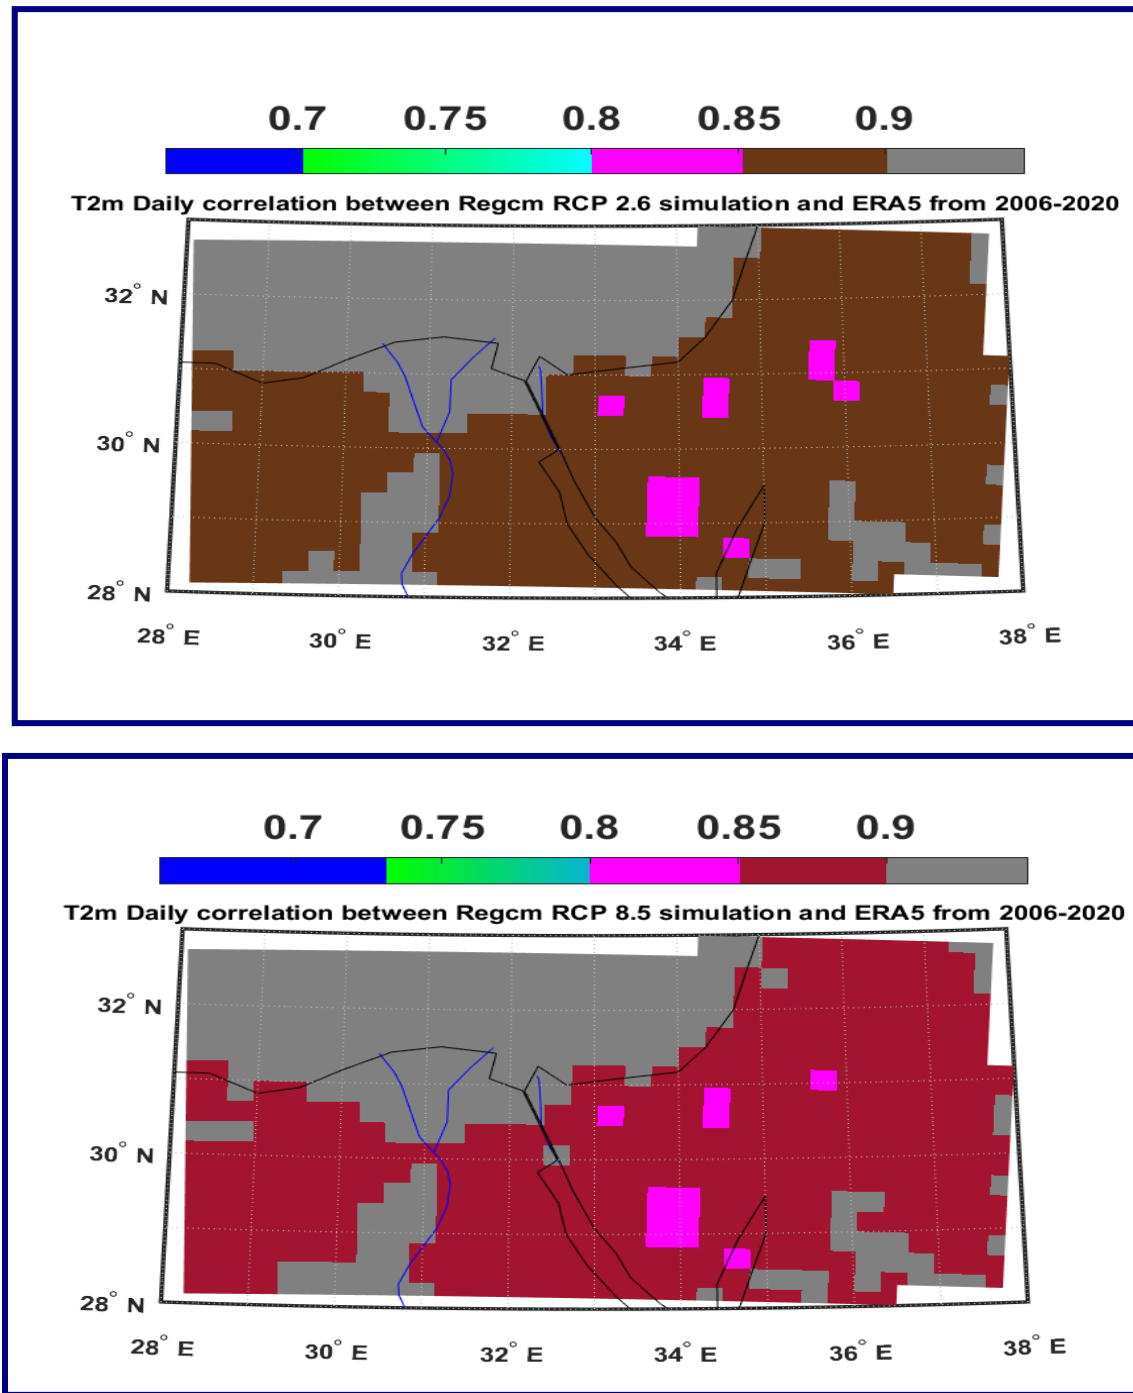 0.7 0.75 0.8 0.85 0.9
T2m Daily correlation between Regcm RCP 2.6 simulation and ERA5 from 2006-2020
32° N
30° N
28° N
28° E 30° E 32° E 34° E 36° E 38° E
0.7 0.75 0.8 0.85 0.9
T2m Daily correlation between Regcm RCP 8.5 simulation and ERA5 from 2006-2020
32° N
30° N
28° N
28° E 30° E 32° E 34° E 36° E 38° E